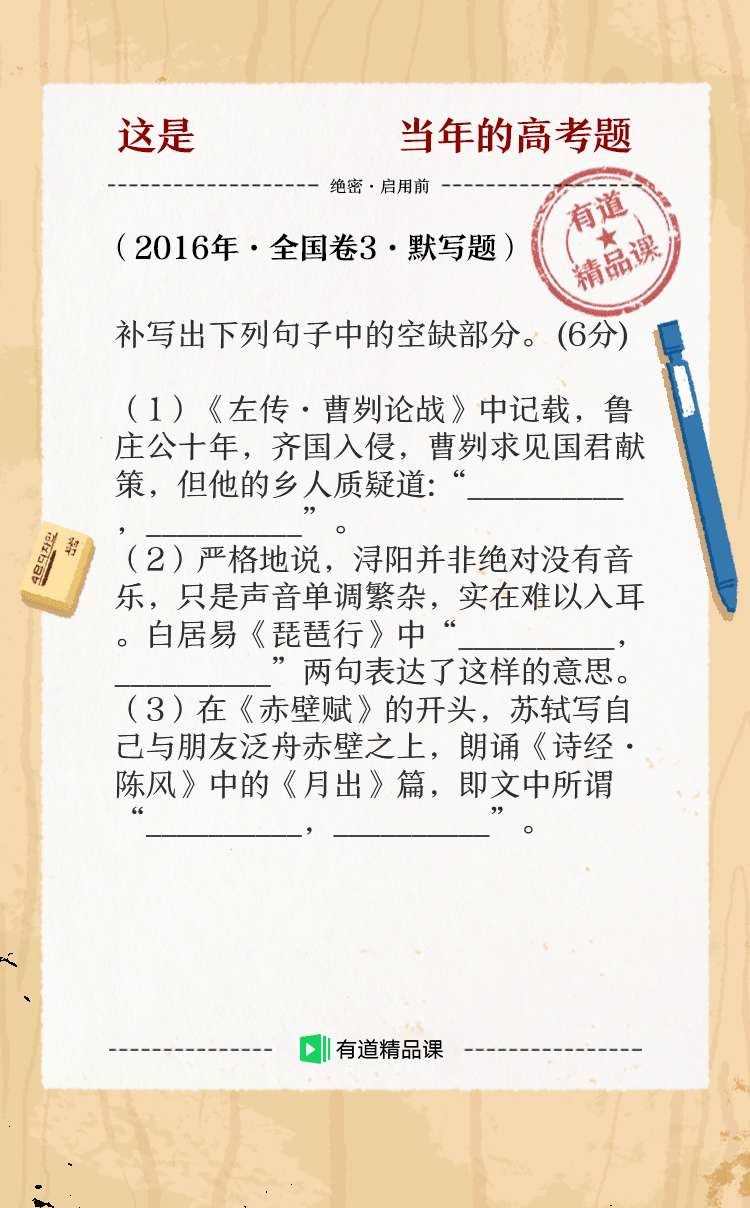 这是 当年的高考题
绝密·启用前
有道
精品课
（2016年·全国卷3·默写题）
补写出下列句子中的空缺部分。(6分)
（1）《左传·曹刿论战》中记载，鲁
庄公十年，齐国入侵，曹刿求见国君献
策，但他的乡人质疑道:“__________
，__________”。
（2）严格地说，浔阳并非绝对没有音
乐，只是声音单调繁杂，实在难以入耳
。白居易《琵琶行》中“__________，
__________”两句表达了这样的意思。
（3）在《赤壁赋》的开头，苏轼写自
己与朋友泛舟赤壁之上，朗诵《诗经·
陈风》中的《月出》篇，即文中所谓
“__________，__________”。
有道精品课